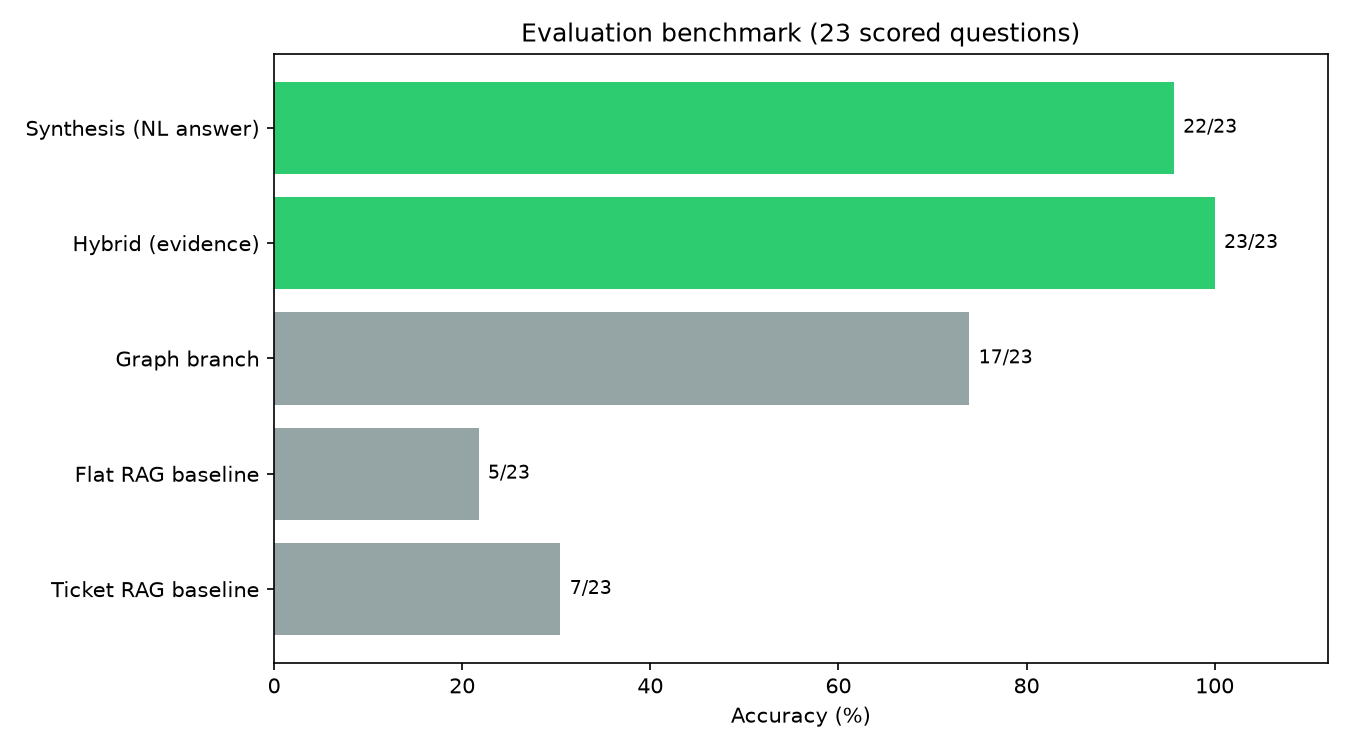 Evaluation benchmark (23 scored questions)
Synthesis (NL answer)
22/23
Hybrid (evidence)
23/23
Graph branch
17/23
Flat RAG baseline
5/23
Ticket RAG baseline
7/23
0 20 40 60 80 100
Accuracy (%)